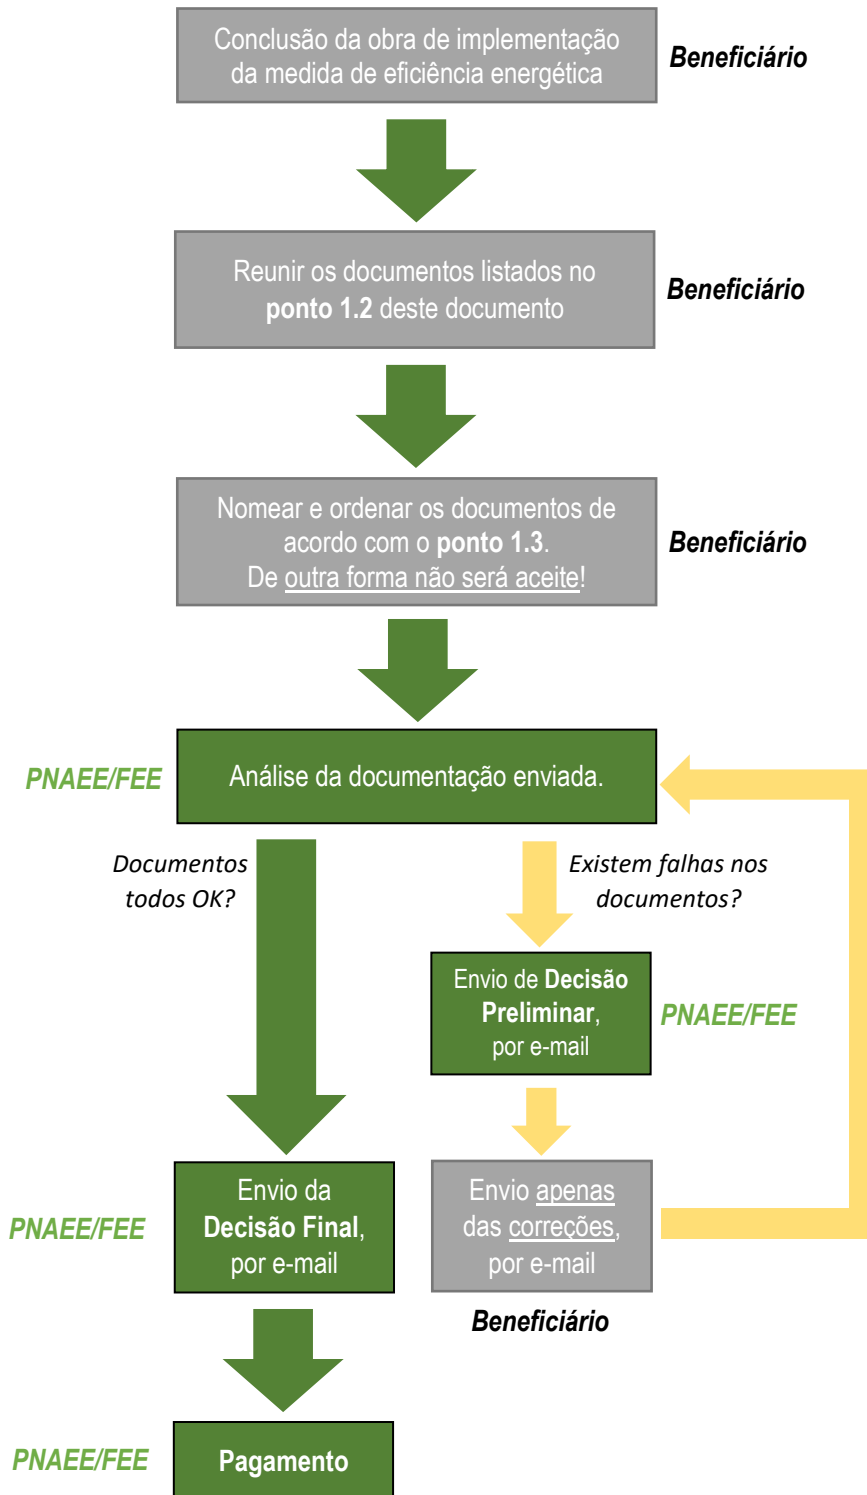 Conclusão da obra de implementação
da medida de eficiência energética
Beneficiário
Reunir os documentos listados no
ponto 1.2 deste documento
Beneficiário
Nomear e ordenar os documentos de
acordo com o ponto 1.3.
De outra forma não será aceite!
Beneficiário
PNAEE/FEE
Análise da documentação enviada.
Documentos
todos OK?
Existem falhas nos
documentos?
Envio de Decisão
Preliminar,
por e-mail
PNAEE/FEE
PNAEE/FEE
Envio da
Decisão Final,
por e-mail
Envio apenas
das correções,
por e-mail
Beneficiário
PNAEE/FEE
Pagamento